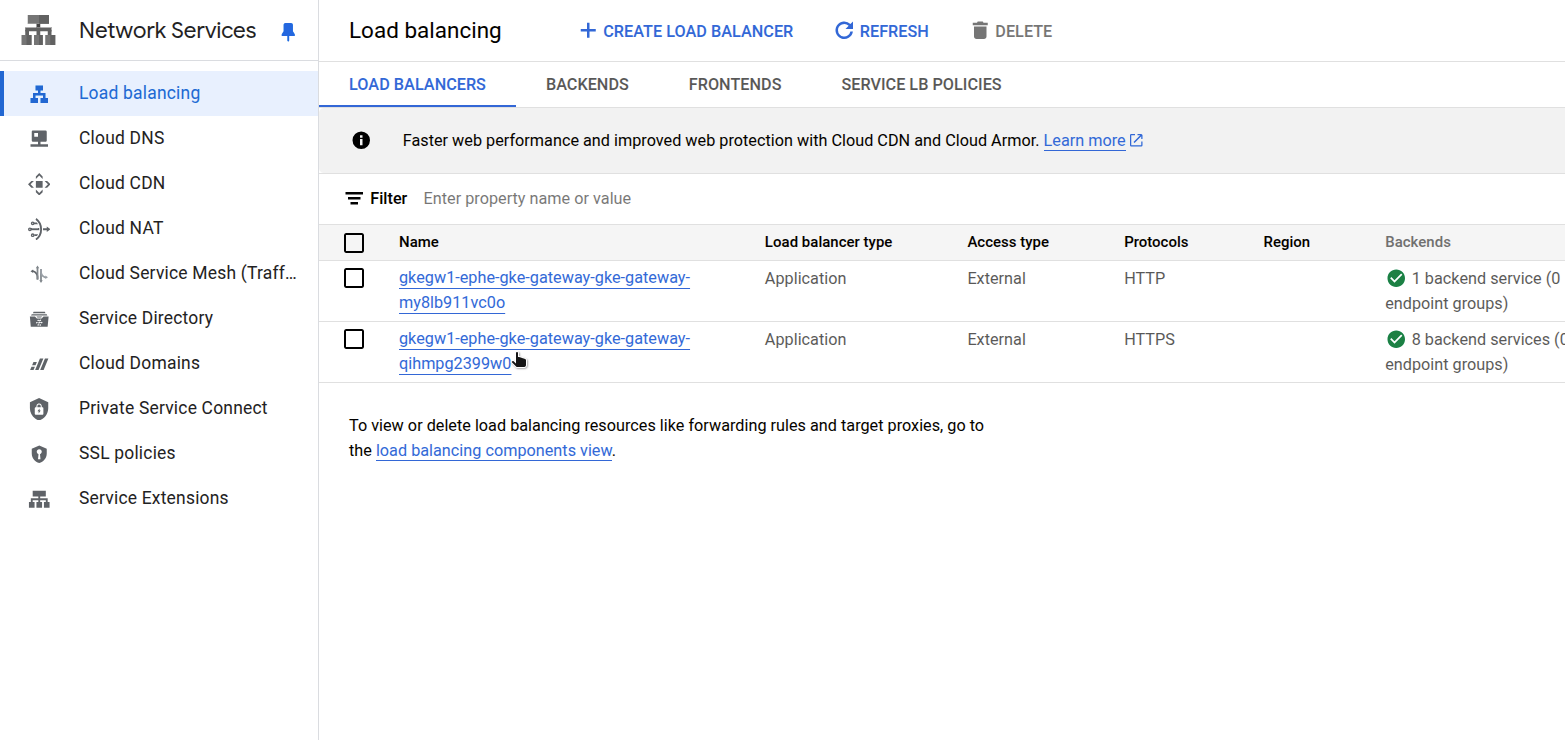 Network Services
Load balancing
Cloud DNS
Cloud CDN
Cloud NAT
Cloud Service Mesh (Traff...
Service Directory
Cloud Domains
Private Service Connect
SSL policies
Service Extensions
Load balancing
CREATE LOAD BALANCER
REFRESH
DELETE
LOAD BALANCERS
BACKENDS
FRONTENDS
SERVICE LB POLICIES
Faster web performance and improved web protection with Cloud CDN and Cloud Armor. Learn more
Filter Enter property name or value
Name Load balancer type Access type Protocols Region Backends
gkegw1-ephe-gke-gateway-gke-gateway- Application External HTTP 1 backend service (0
my8lb911vc0o endpoint groups)
gkegw1-ephe-gke-gateway-gke-gateway- Application External HTTPS 8 backend services (0
qihmpg2399w0 endpoint groups)
To view or delete load balancing resources like forwarding rules and target proxies, go to
the load balancing components view.